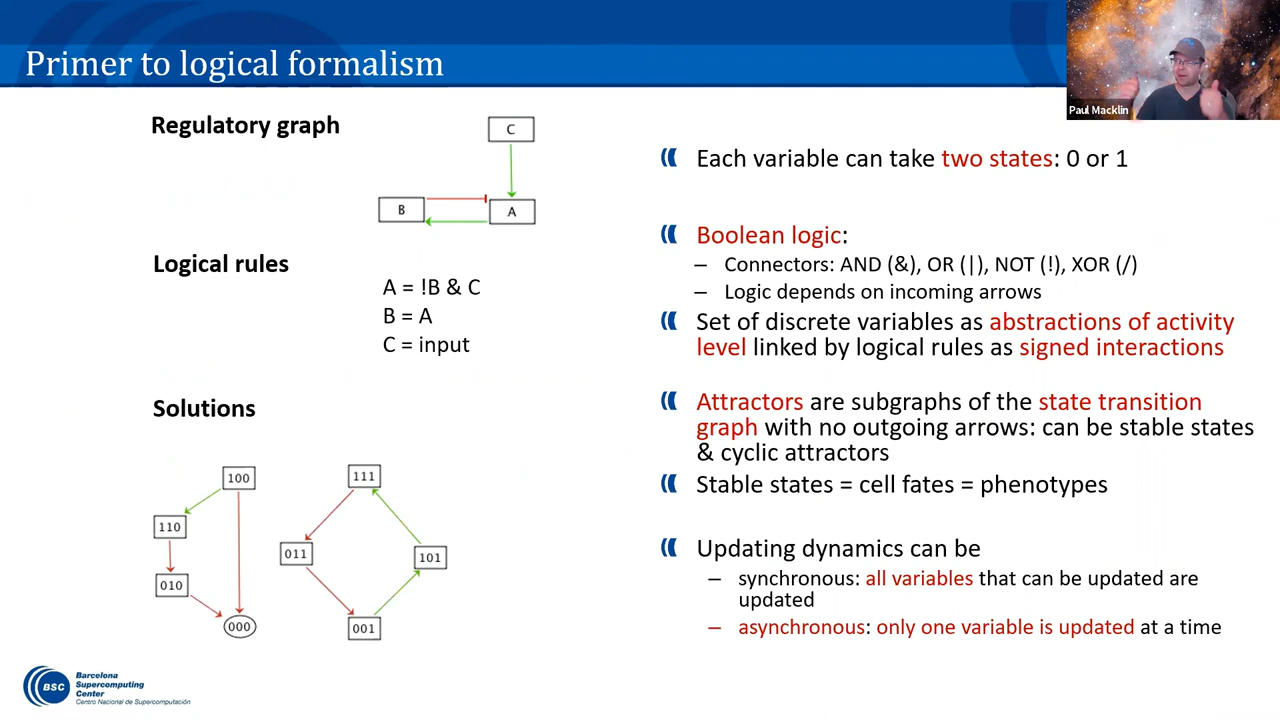 Primer to logical formalism
Paul Macklin
Regulatory graph
C
B
A
Logical rules
A = !B & C
B = A
C = input
Solutions
100
110
010
000
111
011
101
001
Each variable can take two states: 0 or 1
Boolean logic:
– Connectors: AND (&), OR (|), NOT (!), XOR (/)
– Logic depends on incoming arrows
Set of discrete variables as abstractions of activity
level linked by logical rules as signed interactions
Attractors are subgraphs of the state transition
graph with no outgoing arrows: can be stable states
& cyclic attractors
Stable states = cell fates = phenotypes
Updating dynamics can be
– synchronous: all variables that can be updated are
updated
– asynchronous: only one variable is updated at a time
BSC
Barcelona
Supercomputing
Center
Centro Nacional de Supercomputación